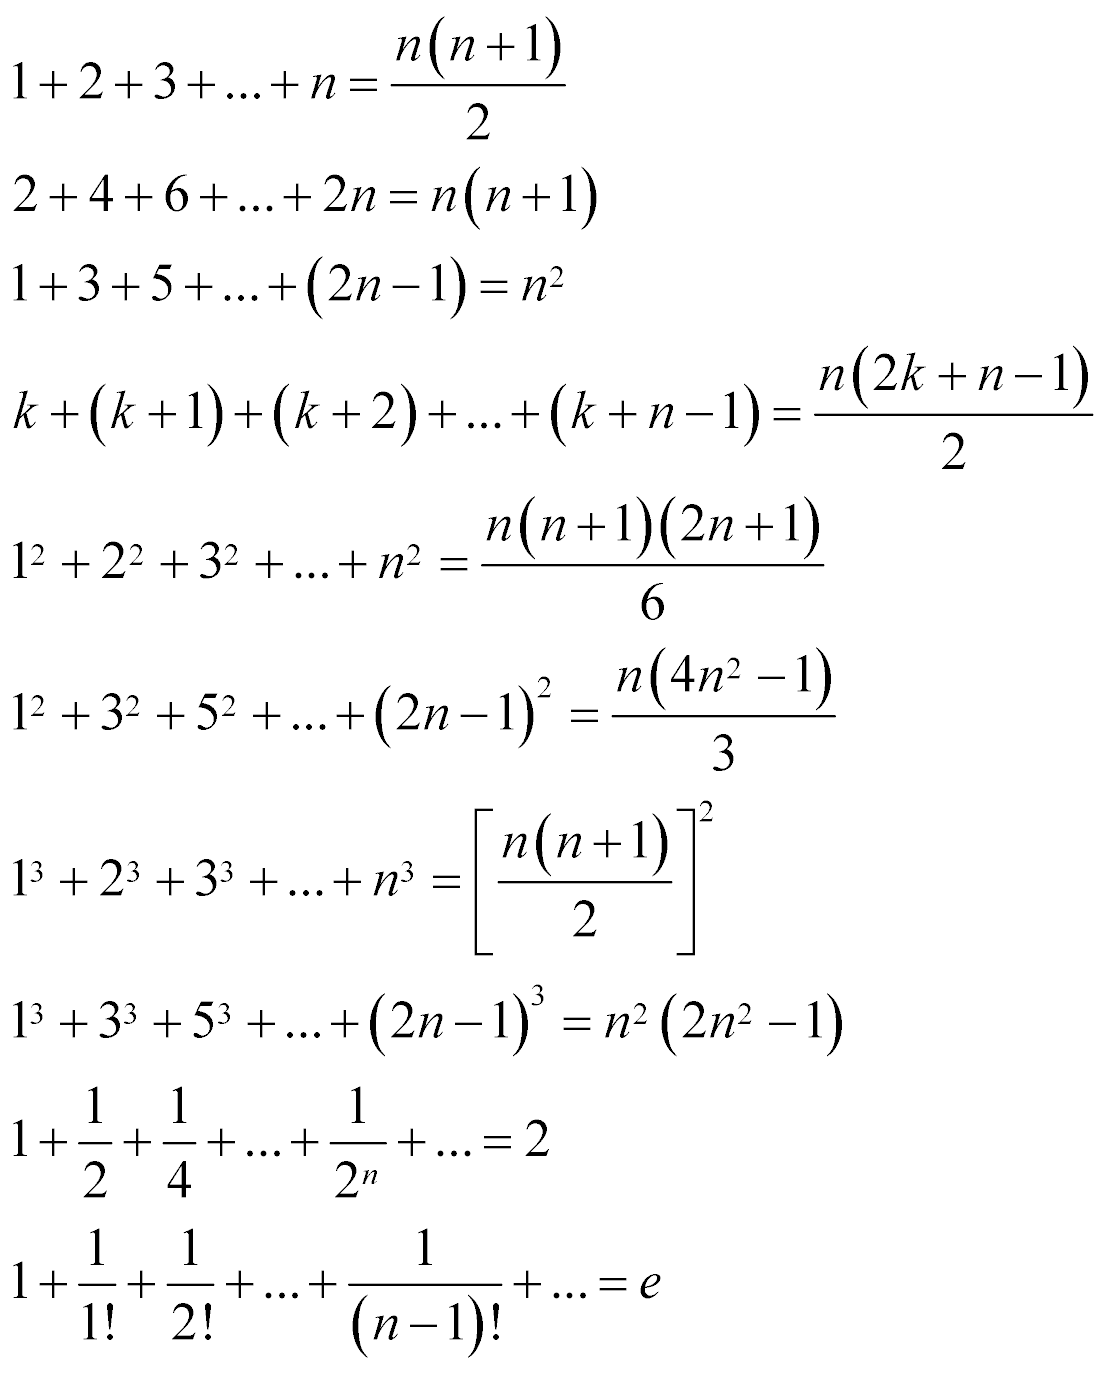 1 + 2 + 3 + ... + n = n(n + 1) / 2
2 + 4 + 6 + ... + 2n = n(n + 1)
1 + 3 + 5 + ... + (2n − 1) = n²
k + (k + 1) + (k + 2) + ... + (k + n − 1) = n(2k + n − 1) / 2
1² + 2² + 3² + ... + n² = n(n + 1)(2n + 1) / 6
1² + 3² + 5² + ... + (2n − 1)² = n(4n² − 1) / 3
1³ + 2³ + 3³ + ... + n³ = [n(n + 1) / 2]²
1³ + 3³ + 5³ + ... + (2n − 1)³ = n² (2n² − 1)
1 + 1/2 + 1/4 + ... + 1/2ⁿ + ... = 2
1 + 1/1! + 1/2! + ... + 1/(n − 1)! + ... = e